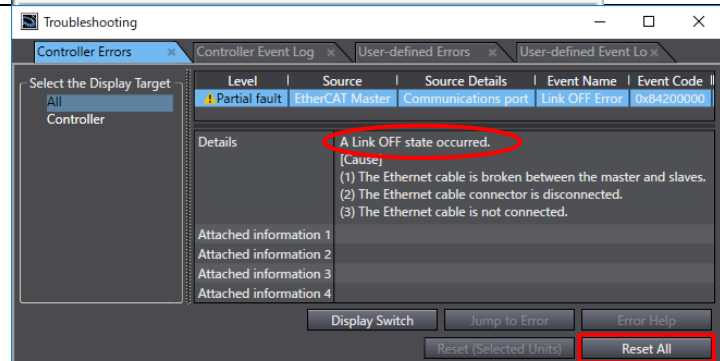 Troubleshooting
Controller Errors × Controller Event Log × User-defined Errors × User-defined Event Lo ×
Select the Display Target
All
Controller
Level Source Source Details Event Name Event Code
Partial fault EtherCAT Master Communications port Link OFF Error 0x84200000
Details
A Link OFF state occurred.
[Cause]
(1) The Ethernet cable is broken between the master and slaves.
(2) The Ethernet cable connector is disconnected.
(3) The Ethernet cable is not connected.
Attached information 1
Attached information 2
Attached information 3
Attached information 4
Display Switch Jump to Error Error Help
Reset (Selected Units) Reset All